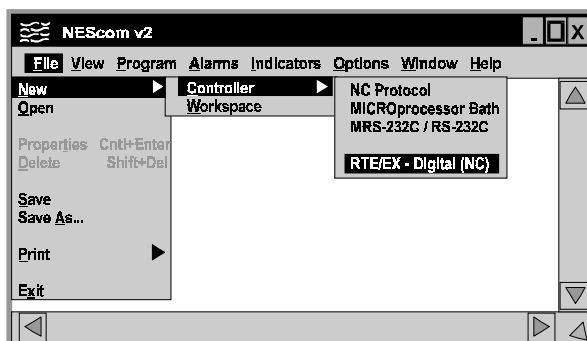 NEScom v2
File View Program Alarms Indicators Options Window Help
New
Open
Properties Cntl+Enter
Delete Shift+Del
Save
Save As...
Print
Exit
Controller
Workspace
NC Protocol
MICROprocessor Bath
MRS-232C / RS-232C
RTE/EX - Digital (NC)